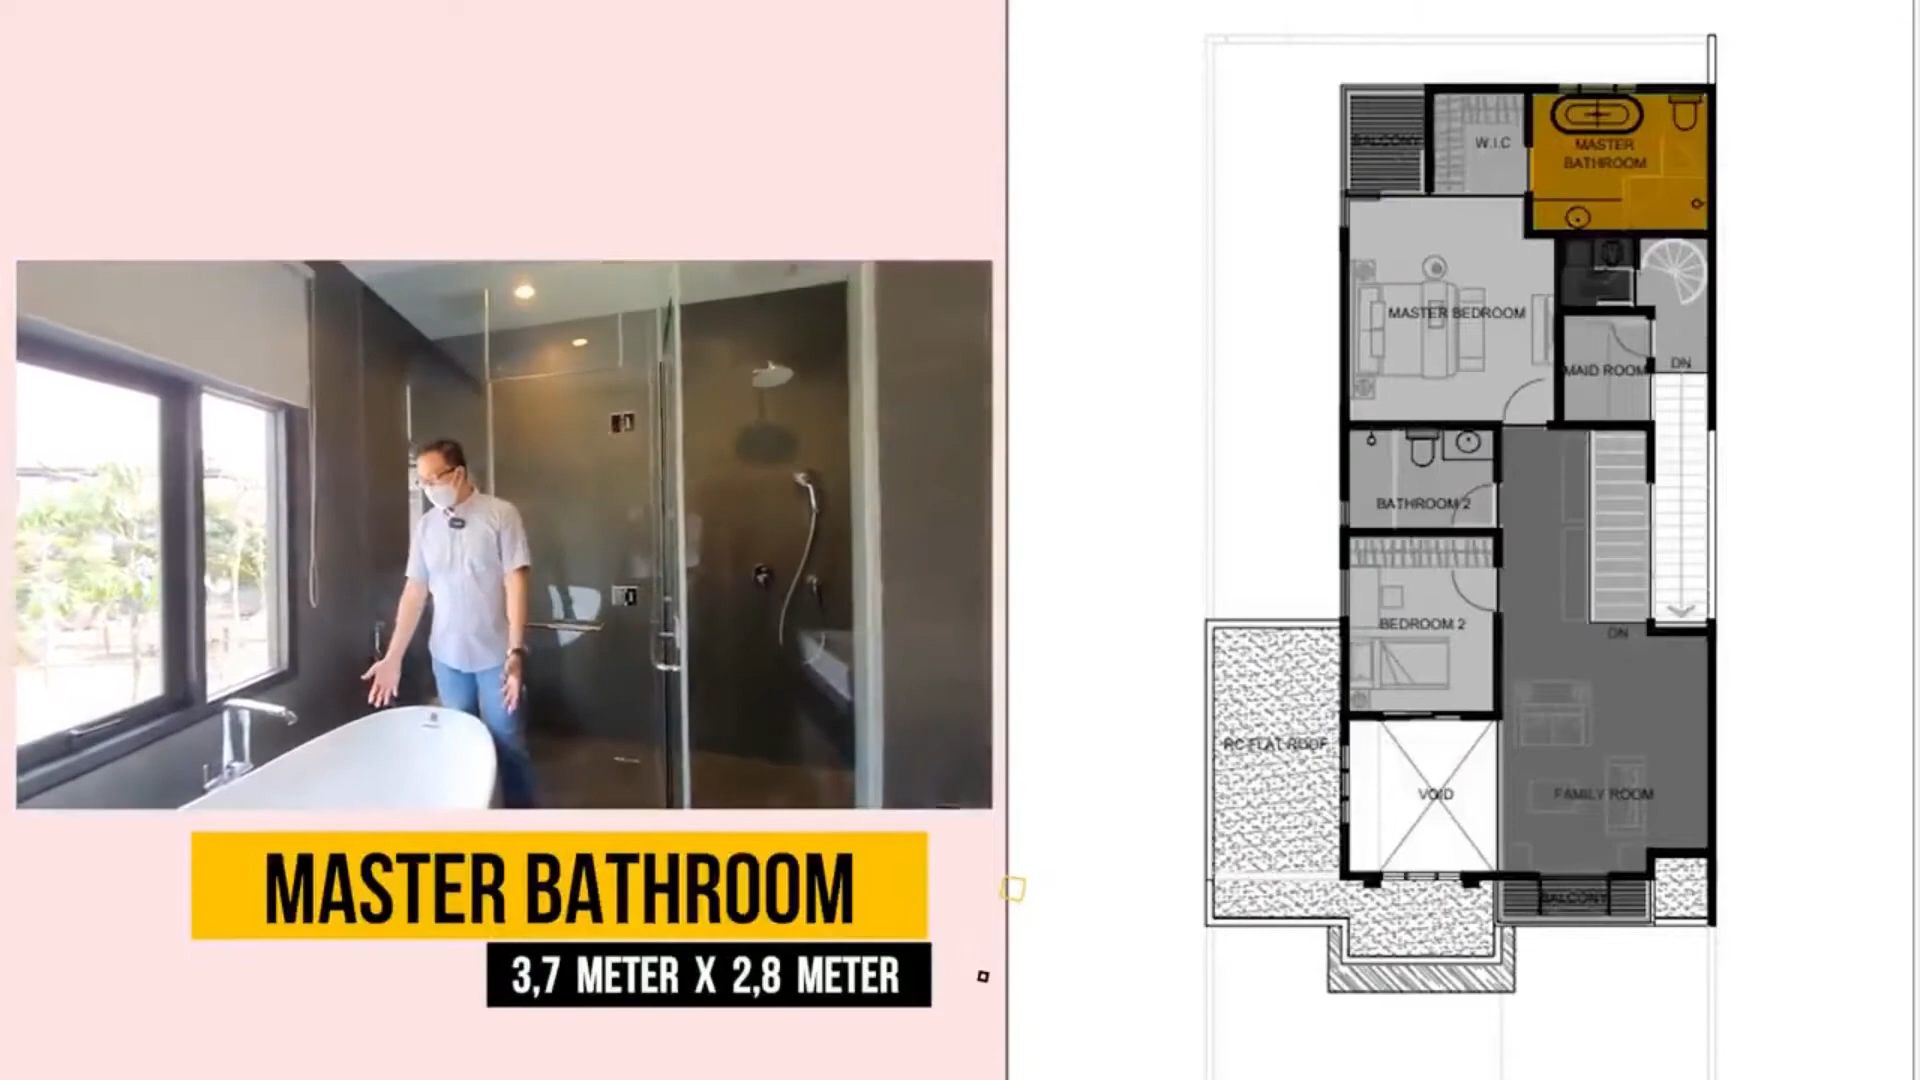 MASTER BATHROOM
3,7 METER X 2,8 METER
BALCONY
W.I.C
MASTER
BATHROOM
MASTER BEDROOM
MAID ROOM
DN
BATHROOM 2
BEDROOM 2
DN
RC FLAT ROOF
VOID
FAMILY ROOM
BALCONY